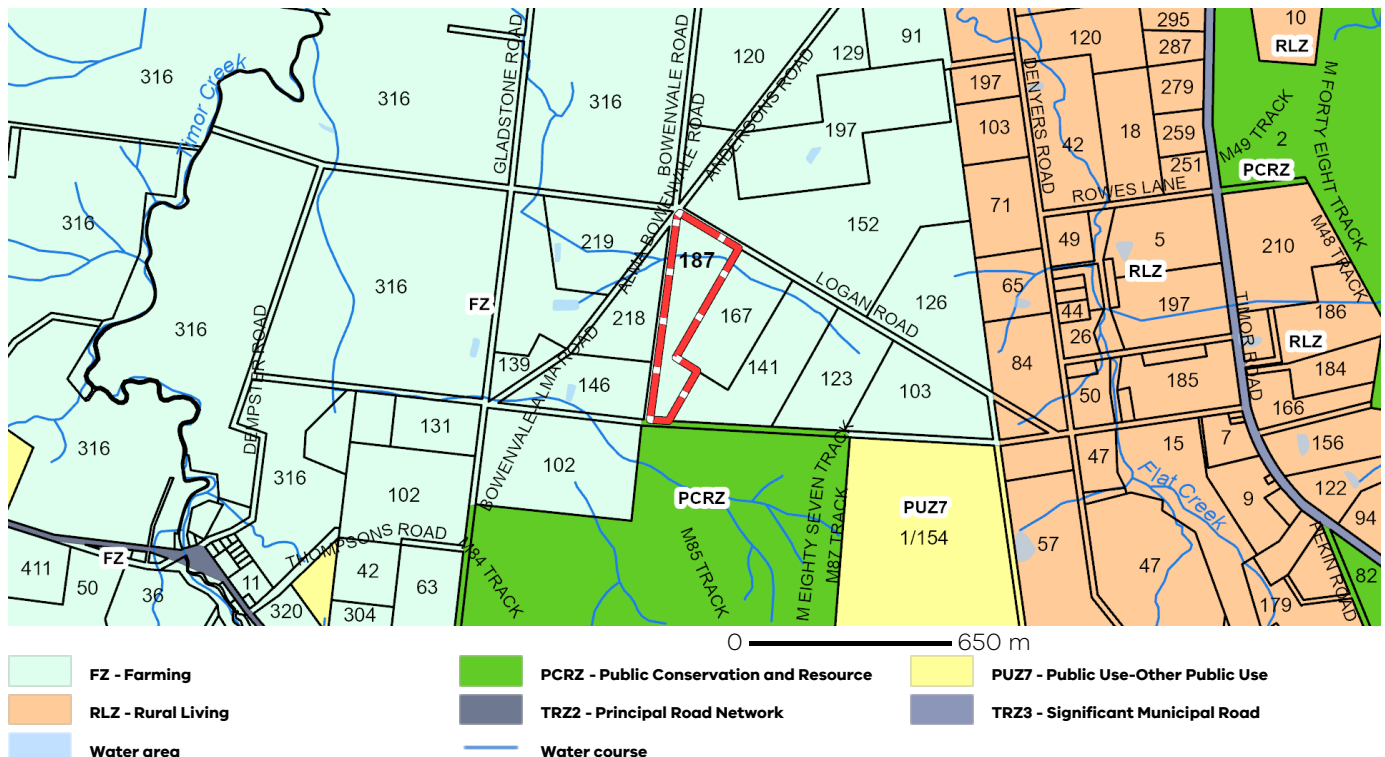 295
10
91
120
120
129
287
RLZ
316
316
316
197
279
Timor Creek
GLADSTONE ROAD
BOWENVALE ROAD
ALMA-BOWENVALE ROAD
ANDERSONS ROAD
197
103
DENYERS ROAD
42
18
259
251
M49 TRACK
2
M FORTY EIGHT TRACK
PCRZ
ROWES LANE
316
71
152
219
49
5
210
M48 TRACK
187
RLZ
316
FZ
65
126
LOGAN ROAD
197
186
316
218
167
44
26
TIMOR ROAD
RLZ
DEMPSTER ROAD
139
146
141
123
103
84
50
185
184
166
BOWENVALE-ALMA ROAD
131
316
316
102
102
47
15
7
156
PCRZ
PUZ7
1/154
M EIGHTY SEVEN TRACK
M87 TRACK
M85 TRACK
M84 TRACK
Flat Creek
9
122
94
THOMPSONS ROAD
FZ
411
50
36
11
320
42
304
63
57
47
179
82
0 650 m
FZ - Farming
PCRZ - Public Conservation and Resource
PUZ7 - Public Use-Other Public Use
RLZ - Rural Living
TRZ2 - Principal Road Network
TRZ3 - Significant Municipal Road
Water area
Water course